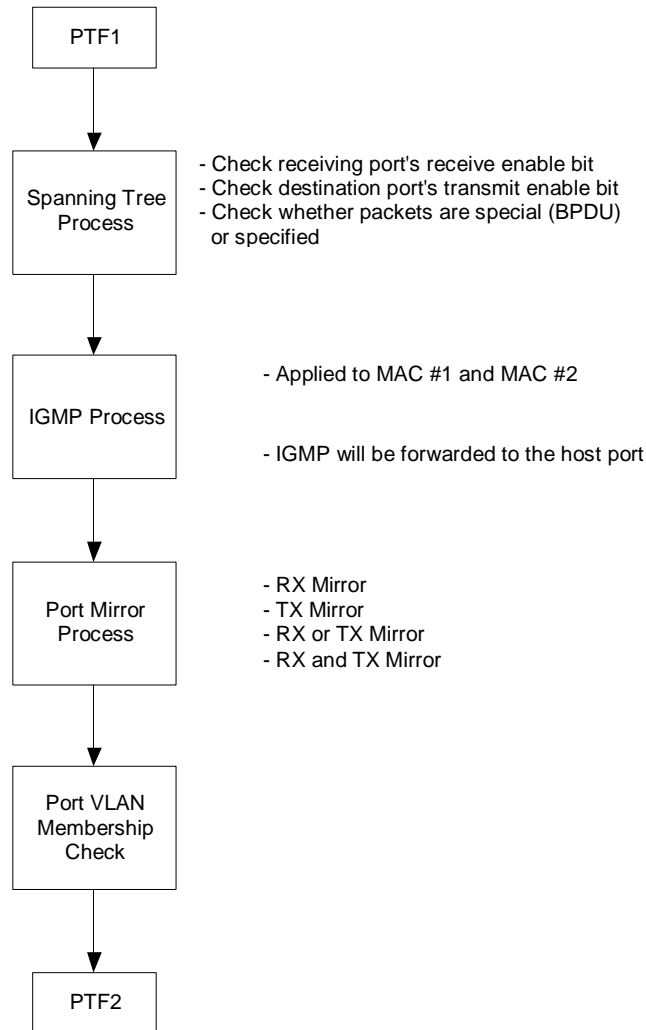 PTF1
Spanning Tree
Process
- Check receiving port's receive enable bit
- Check destination port's transmit enable bit
- Check whether packets are special (BPDU)
or specified
IGMP Process
- Applied to MAC #1 and MAC #2
- IGMP will be forwarded to the host port
Port Mirror
Process
- RX Mirror
- TX Mirror
- RX or TX Mirror
- RX and TX Mirror
Port VLAN
Membership
Check
PTF2